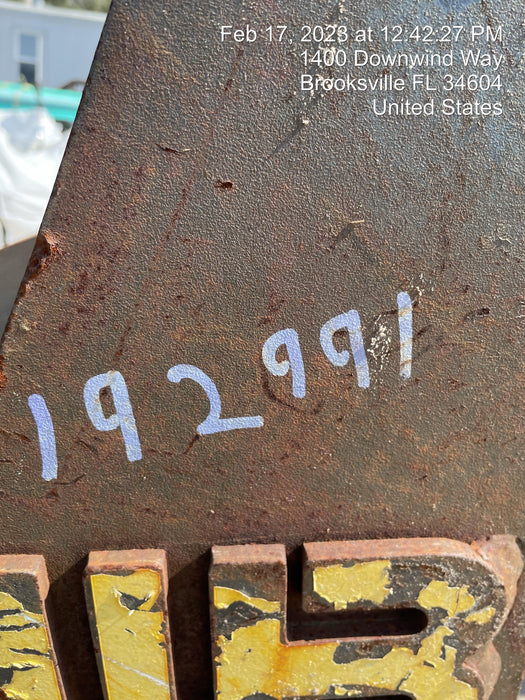 Feb 17, 2023 at 12:42:27 PM
1400 Downwind Way
Brooksville FL 34604
United States
192991